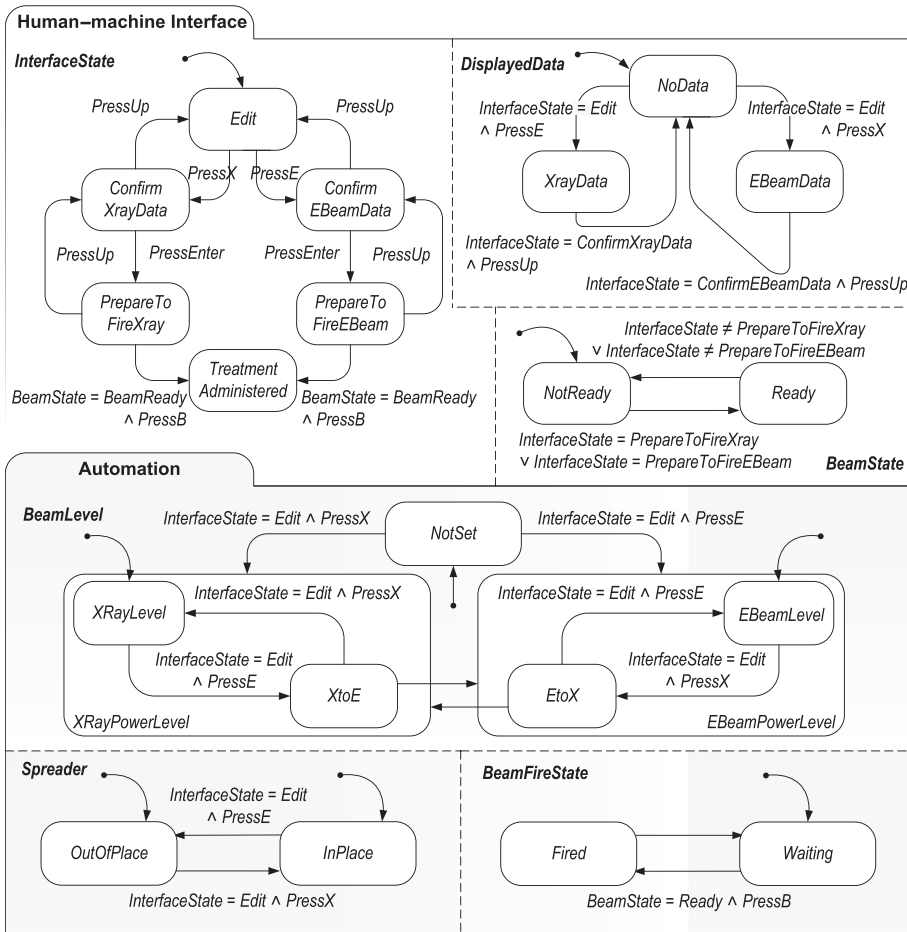 Human–machine Interface
InterfaceState
PressUp
PressUp
Edit
PressX
PressE
Confirm
XrayData
Confirm
EBeamData
PressUp
PressEnter
PressEnter
PressUp
PrepareTo
FireXray
PrepareTo
FireEBeam
Treatment
Administered
BeamState = BeamReady
∧ PressB
BeamState = BeamReady
∧ PressB
DisplayedData
NoData
InterfaceState = Edit
∧ PressE
InterfaceState = Edit
∧ PressX
XrayData
EBeamData
InterfaceState = ConfirmXrayData
∧ PressUp
InterfaceState = ConfirmEBeamData ∧ PressUp
InterfaceState ≠ PrepareToFireXray
∨ InterfaceState ≠ PrepareToFireEBeam
NotReady
Ready
InterfaceState = PrepareToFireXray
∨ InterfaceState = PrepareToFireEBeam
BeamState
Automation
BeamLevel
InterfaceState = Edit ∧ PressX
NotSet
InterfaceState = Edit ∧ PressE
InterfaceState = Edit ∧ PressX
XRayLevel
InterfaceState = Edit
∧ PressE
XtoE
XRayPowerLevel
InterfaceState = Edit ∧ PressE
EBeamLevel
InterfaceState = Edit
∧ PressX
EtoX
EBeamPowerLevel
Spreader
InterfaceState = Edit
∧ PressE
OutOfPlace
InPlace
InterfaceState = Edit ∧ PressX
BeamFireState
Fired
Waiting
BeamState = Ready ∧ PressB